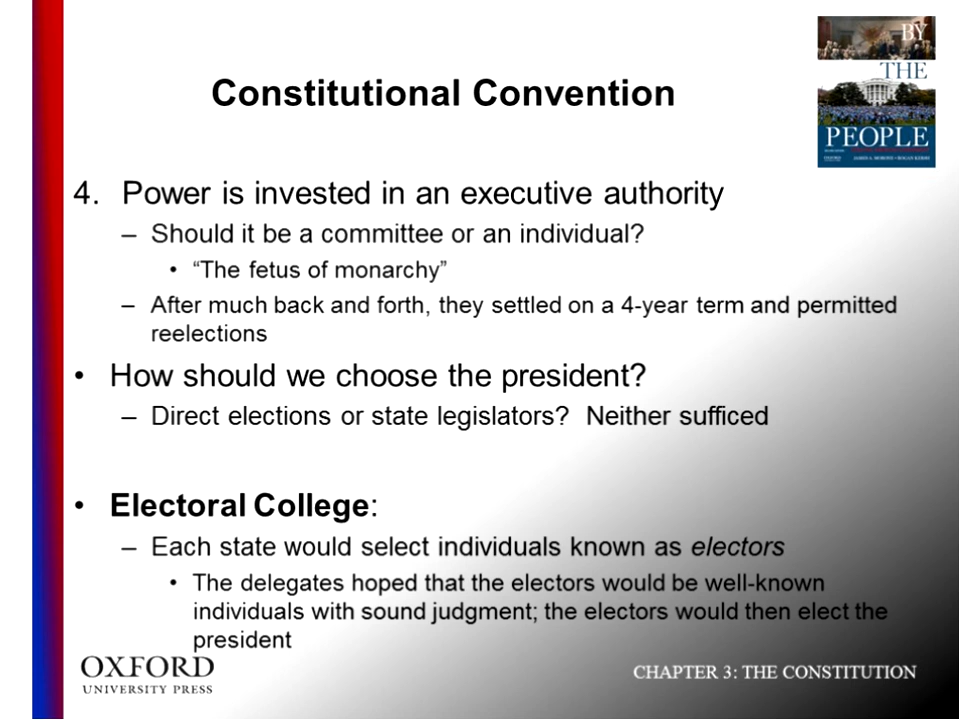 BY
THE
PEOPLE
Constitutional Convention
4. Power is invested in an executive authority
– Should it be a committee or an individual?
• “The fetus of monarchy”
– After much back and forth, they settled on a 4-year term and permitted
reelections
• How should we choose the president?
– Direct elections or state legislators? Neither sufficed
• Electoral College:
– Each state would select individuals known as electors
• The delegates hoped that the electors would be well-known
individuals with sound judgment; the electors would then elect the
president
OXFORD
UNIVERSITY PRESS
CHAPTER 3: THE CONSTITUTION